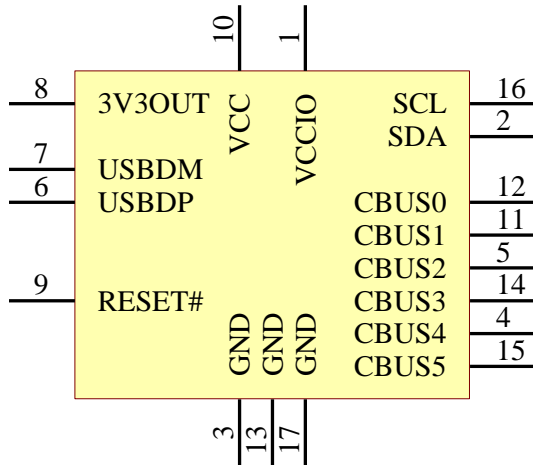 10 1
8 3V3OUT VCC VCCIO SCL 16
SDA 2
7 USBDM
6 USBDP CBUS0 12
CBUS1 11
CBUS2 5
9 RESET# CBUS3 14
GND GND GND CBUS4 4
CBUS5 15
3 13 17